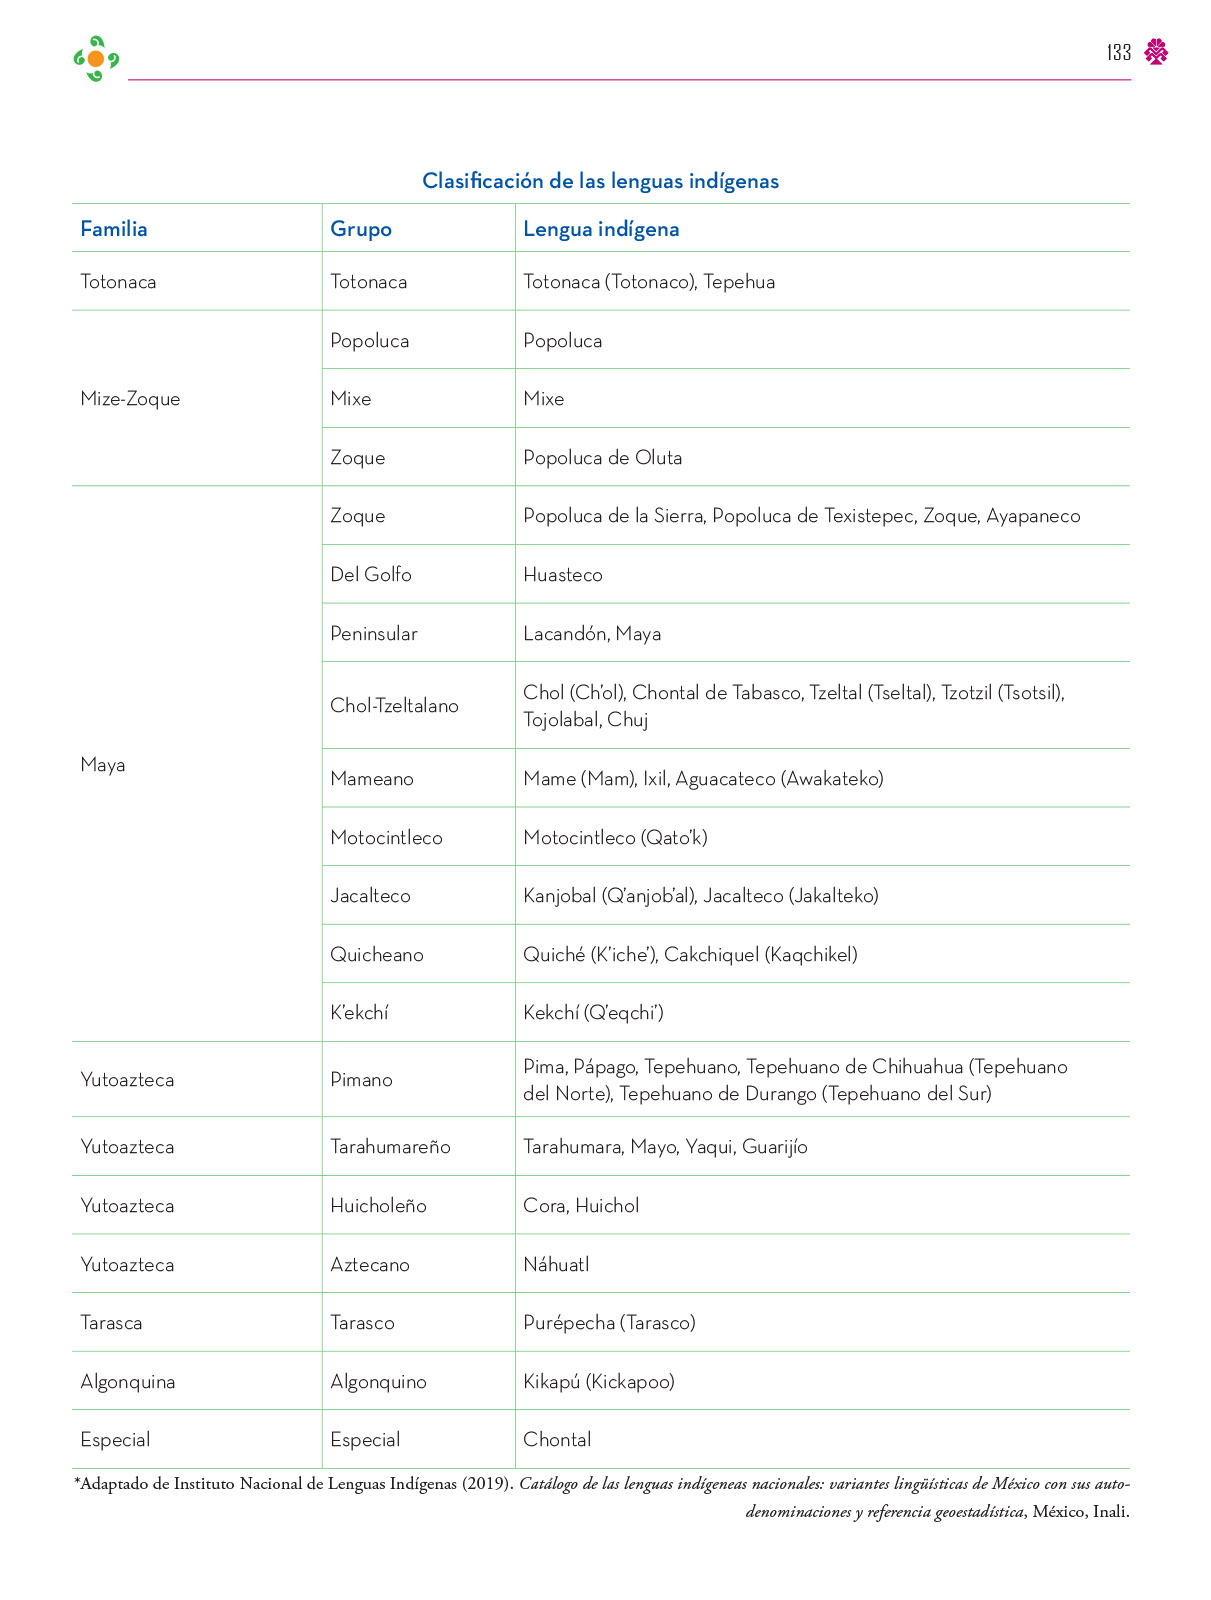 133
Clasificación de las lenguas indígenas
Familia Grupo Lengua indígena
Totonaca Totonaca Totonaca (Totonaco), Tepehua
Mize-Zoque
Popoluca Popoluca
Mixe Mixe
Zoque Popoluca de Oluta
Maya
Zoque Popoluca de la Sierra, Popoluca de Texistepec, Zoque, Ayapaneco
Del Golfo Huasteco
Peninsular Lacandón, Maya
Chol-Tzeltalano Chol (Ch’ol), Chontal de Tabasco, Tzeltal (Tseltal), Tzotzil (Tsotsil),
Tojolabal, Chuj
Mameano Mame (Mam), Ixil, Aguacateco (Awakateko)
Motocintleco Motocintleco (Qato’k)
Jacalteco Kanjobal (Q’anjob’al), Jacalteco (Jakalteko)
Quicheano Quiché (K’iche’), Cakchiquel (Kaqchikel)
K’ekchí Kekchí (Q’eqchi’)
Yutoazteca Pimano Pima, Pápago, Tepehuano, Tepehuano de Chihuahua (Tepehuano
del Norte), Tepehuano de Durango (Tepehuano del Sur)
Yutoazteca Tarahumareño Tarahumara, Mayo, Yaqui, Guarijío
Yutoazteca Huicholeño Cora, Huichol
Yutoazteca Aztecano Náhuatl
Tarasca Tarasco Purépecha (Tarasco)
Algonquina Algonquino Kikapú (Kickapoo)
Especial Especial Chontal
*Adaptado de Instituto Nacional de Lenguas Indígenas (2019). Catálogo de las lenguas indígeneas nacionales: variantes lingüísticas de México con sus auto-
denominaciones y referencia geoestadística, México, Inali.